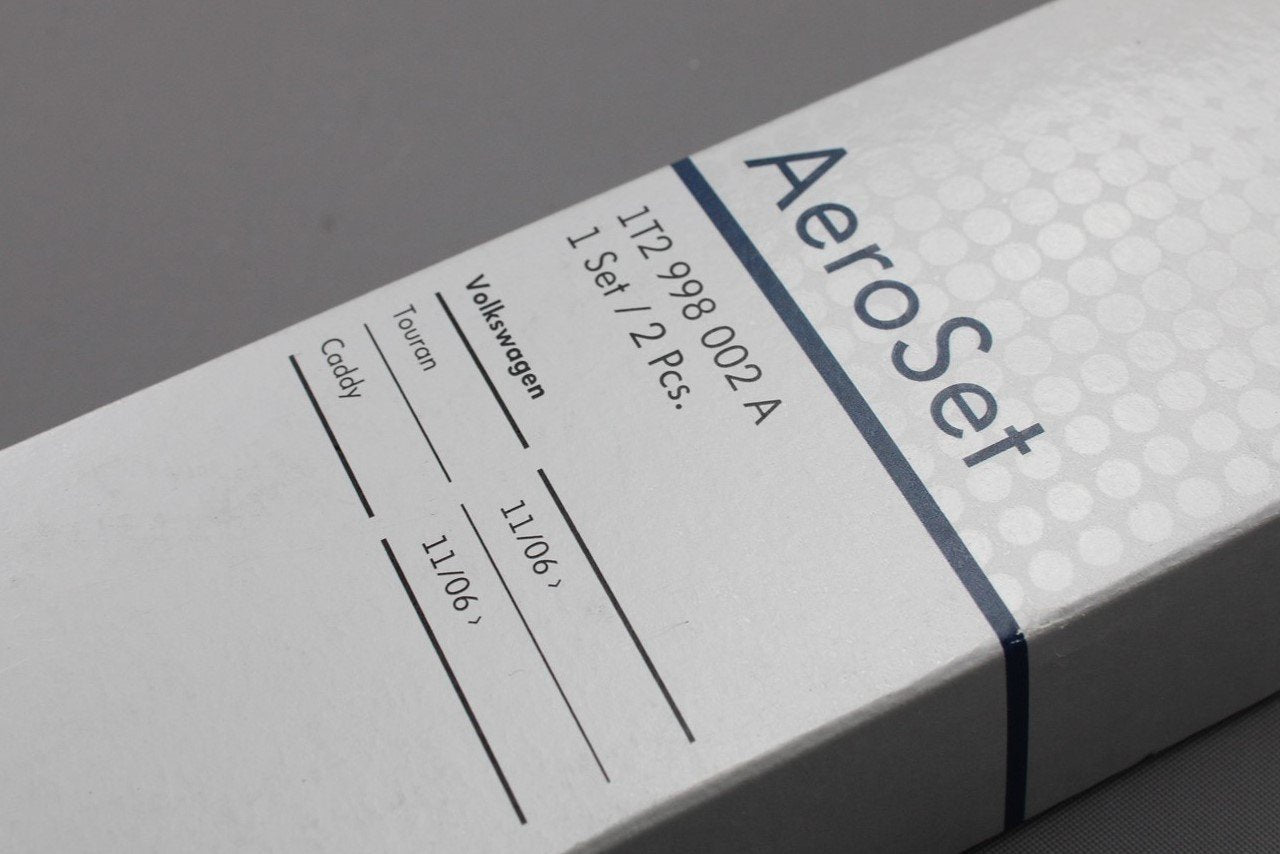 AeroSet
1T2 998 002 A
1 Set / 2 Pcs.
Volkswagen
Touran 11/06 ›
Caddy 11/06 ›